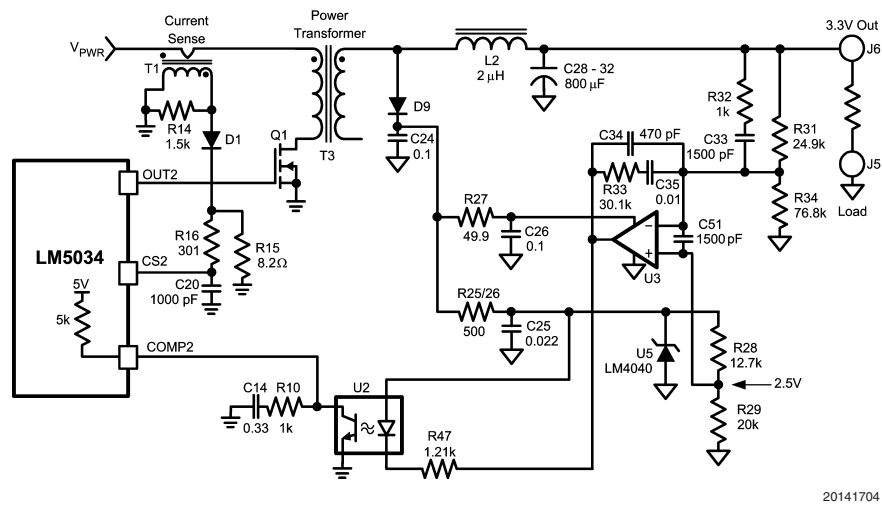 Current
Sense
Power
Transformer
3.3V Out
VPWR
J6
T1
L2
2 μH
C28 - 32
800 μF
R14
1.5k
D1
Q1
T3
D9
C24
0.1
R32
1k
C33
1500 pF
R31
24.9k
C34
470 pF
R33
30.1k
C35
0.01
J5
R34
76.8k
Load
OUT2
R27
49.9
C26
0.1
C51
1500 pF
U3
R16
301
R15
8.2Ω
LM5034
CS2
C20
1000 pF
5V
5k
R25/26
500
C25
0.022
U5
LM4040
R28
12.7k
COMP2
2.5V
R29
20k
C14
0.33
R10
1k
U2
R47
1.21k
20141704